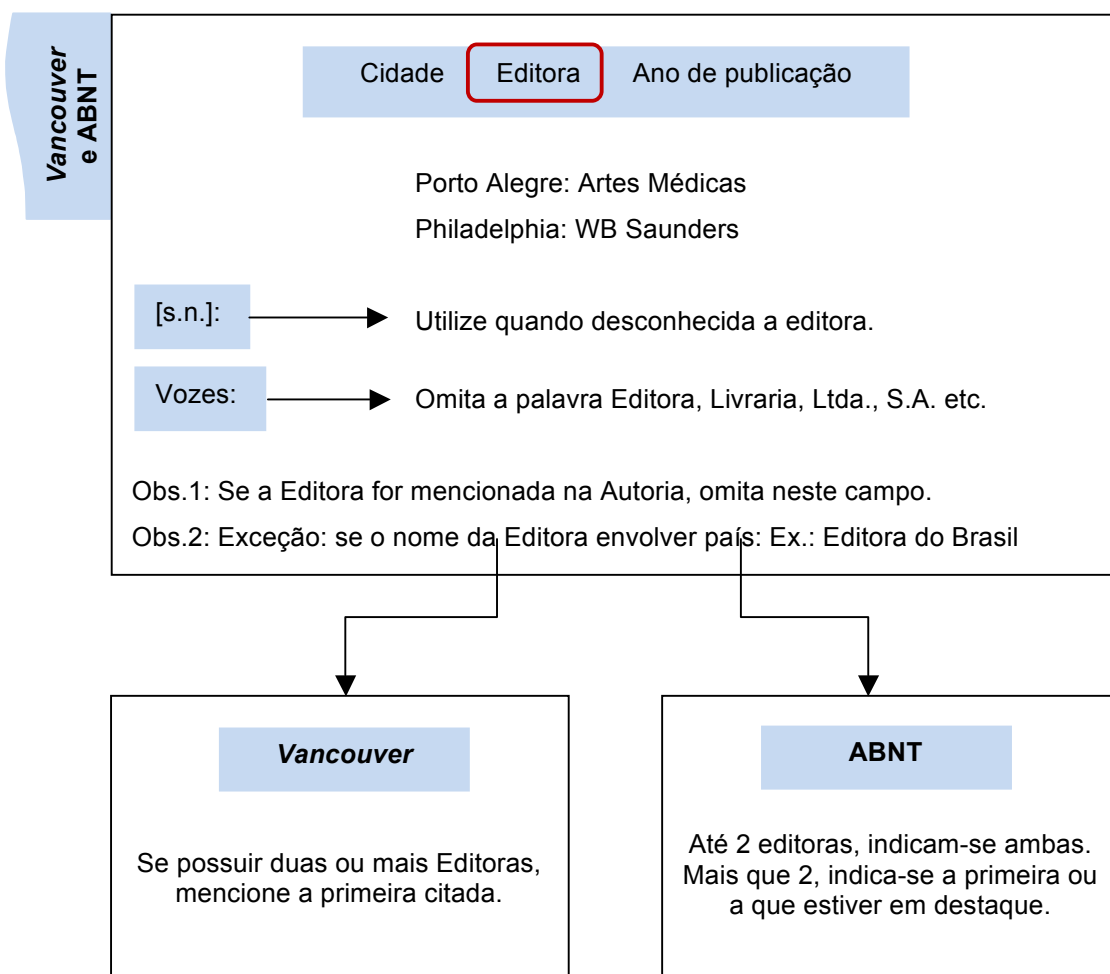 Vancouver
e ABNT
Cidade Editora Ano de publicação
Porto Alegre: Artes Médicas
Philadelphia: WB Saunders
[s.n.]: Utilize quando desconhecida a editora.
Vozes: Omita a palavra Editora, Livraria, Ltda., S.A. etc.
Obs.1: Se a Editora for mencionada na Autoria, omita neste campo.
Obs.2: Exceção: se o nome da Editora envolver país: Ex.: Editora do Brasil
Vancouver
Se possuir duas ou mais Editoras,
mencione a primeira citada.
ABNT
Até 2 editoras, indicam-se ambas.
Mais que 2, indica-se a primeira ou
a que estiver em destaque.